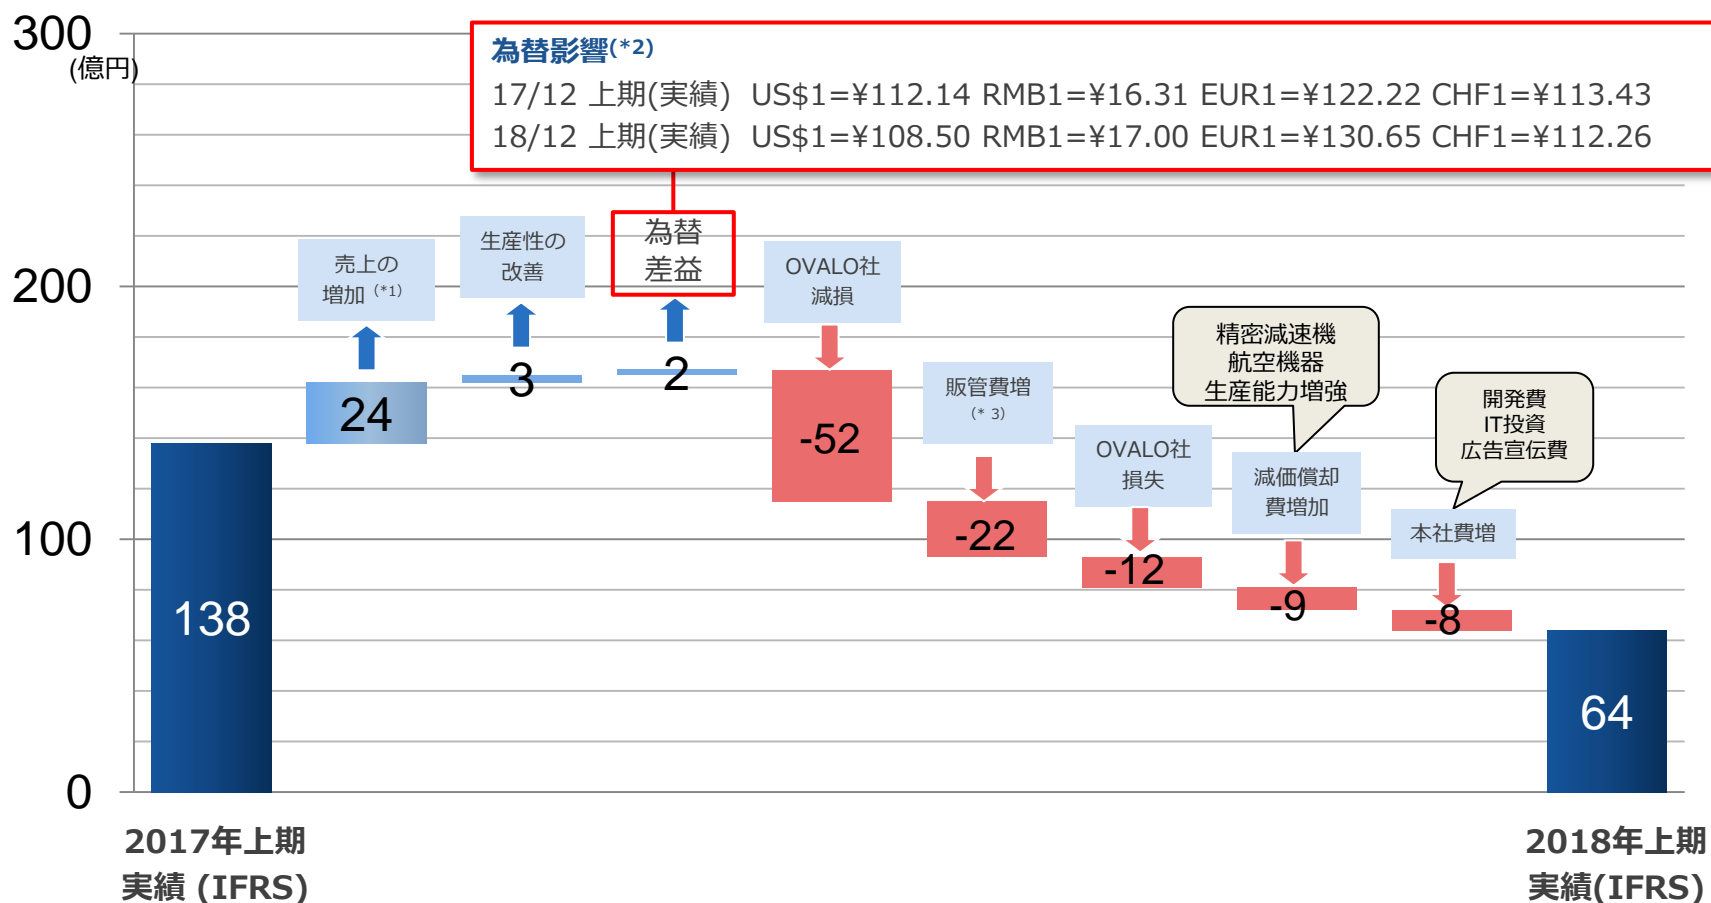 300
(億円)
為替影響(*2)
17/12 上期(実績) US$1=¥112.14 RMB1=¥16.31 EUR1=¥122.22 CHF1=¥113.43
18/12 上期(実績) US$1=¥108.50 RMB1=¥17.00 EUR1=¥130.65 CHF1=¥112.26
200
100
0
売上の
増加(*1)
24
生産性の
改善
3
為替
差益
2
OVALO社
減損
-52
販管費増
(* 3)
-22
OVALO社
損失
-12
精密減速機
航空機器
生産能力増強
減価償却
費増加
-9
開発費
IT投資
広告宣伝費
本社費増
-8
138
64
2017年上期
実績 (IFRS)
2018年上期
実績(IFRS)